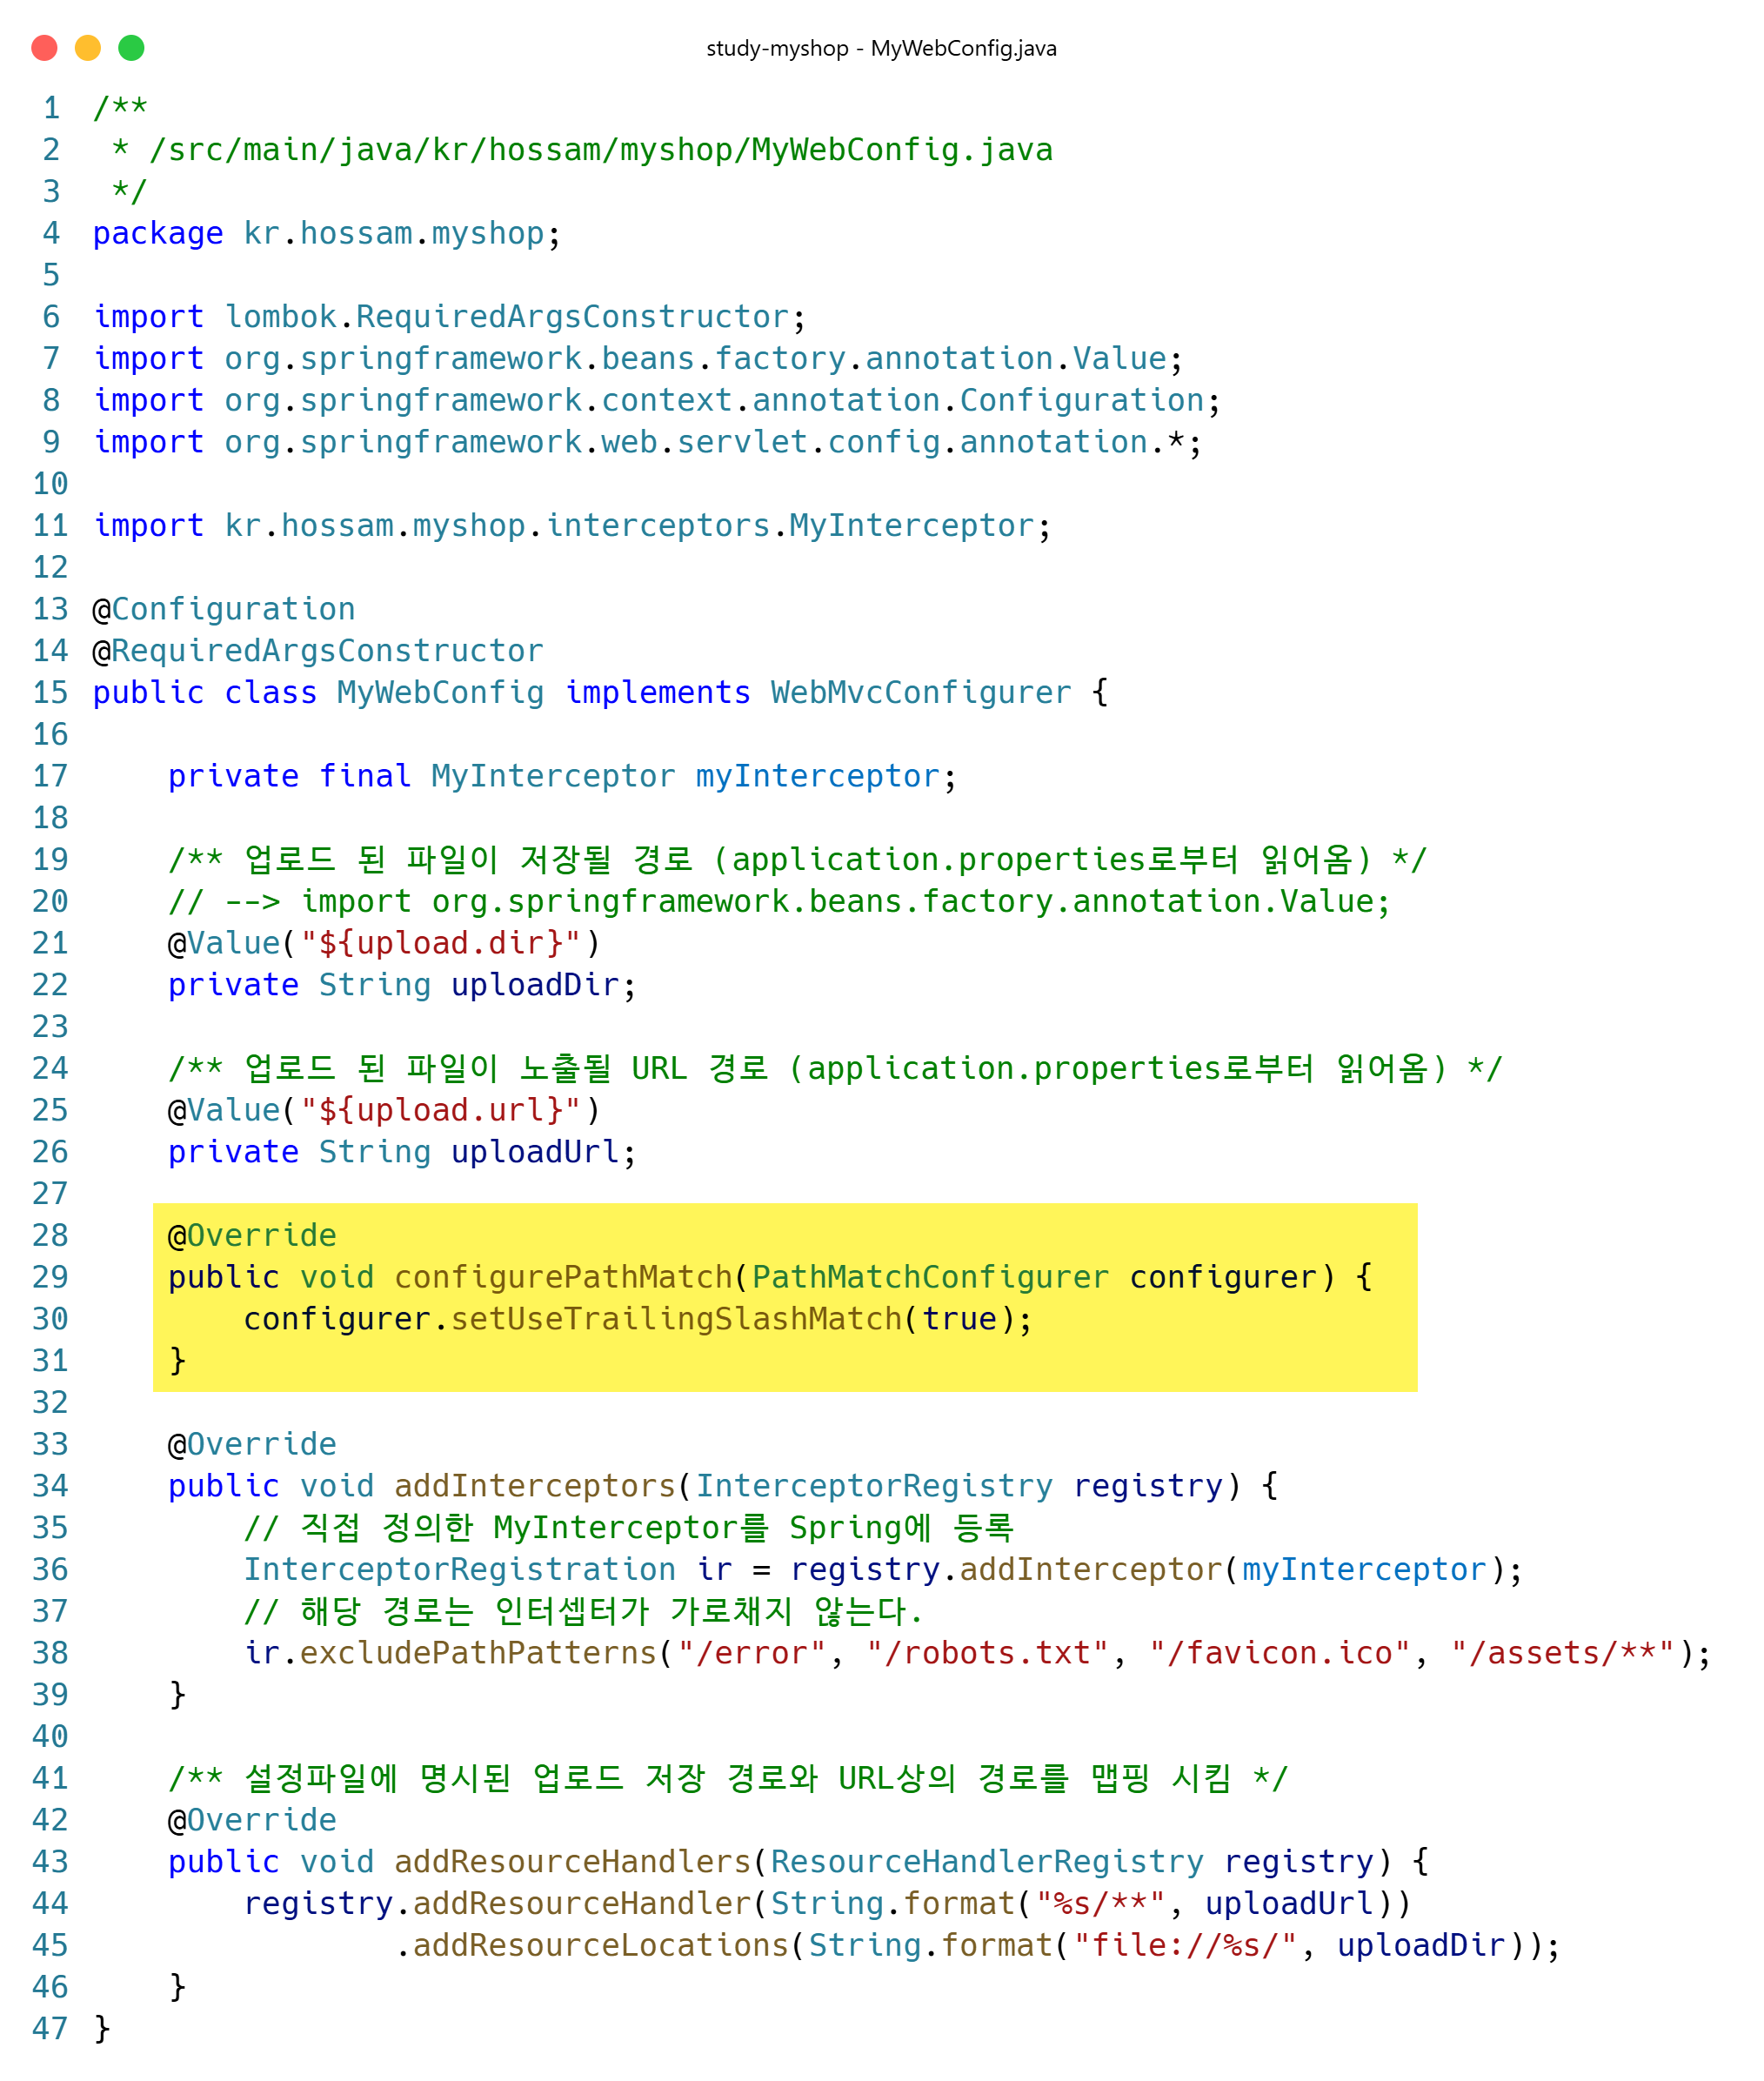 study-myshop - MyWebConfig.java
1 /**
2  * /src/main/java/kr/hossam/myshop/MyWebConfig.java
3  */
4 package kr.hossam.myshop;
5
6 import lombok.RequiredArgsConstructor;
7 import org.springframework.beans.factory.annotation.Value;
8 import org.springframework.context.annotation.Configuration;
9 import org.springframework.web.servlet.config.annotation.*;
10
11 import kr.hossam.myshop.interceptors.MyInterceptor;
12
13 @Configuration
14 @RequiredArgsConstructor
15 public class MyWebConfig implements WebMvcConfigurer {
16
17     private final MyInterceptor myInterceptor;
18
19     /** 업로드 된 파일이 저장될 경로 (application.properties로부터 읽어옴) */
20     // --> import org.springframework.beans.factory.annotation.Value;
21     @Value("${upload.dir}")
22     private String uploadDir;
23
24     /** 업로드 된 파일이 노출될 URL 경로 (application.properties로부터 읽어옴) */
25     @Value("${upload.url}")
26     private String uploadUrl;
27
28     @Override
29     public void configurePathMatch(PathMatchConfigurer configurer) {
30         configurer.setUseTrailingSlashMatch(true);
31     }
32
33     @Override
34     public void addInterceptors(InterceptorRegistry registry) {
35         // 직접 정의한 MyInterceptor를 Spring에 등록
36         InterceptorRegistration ir = registry.addInterceptor(myInterceptor);
37         // 해당 경로는 인터셉터가 가로채지 않는다.
38         ir.excludePathPatterns("/error", "/robots.txt", "/favicon.ico", "/assets/**");
39     }
40
41     /** 설정파일에 명시된 업로드 저장 경로와 URL상의 경로를 맵핑 시킴 */
42     @Override
43     public void addResourceHandlers(ResourceHandlerRegistry registry) {
44         registry.addResourceHandler(String.format("%s/**", uploadUrl))
45                 .addResourceLocations(String.format("file://%s/", uploadDir));
46     }
47 }